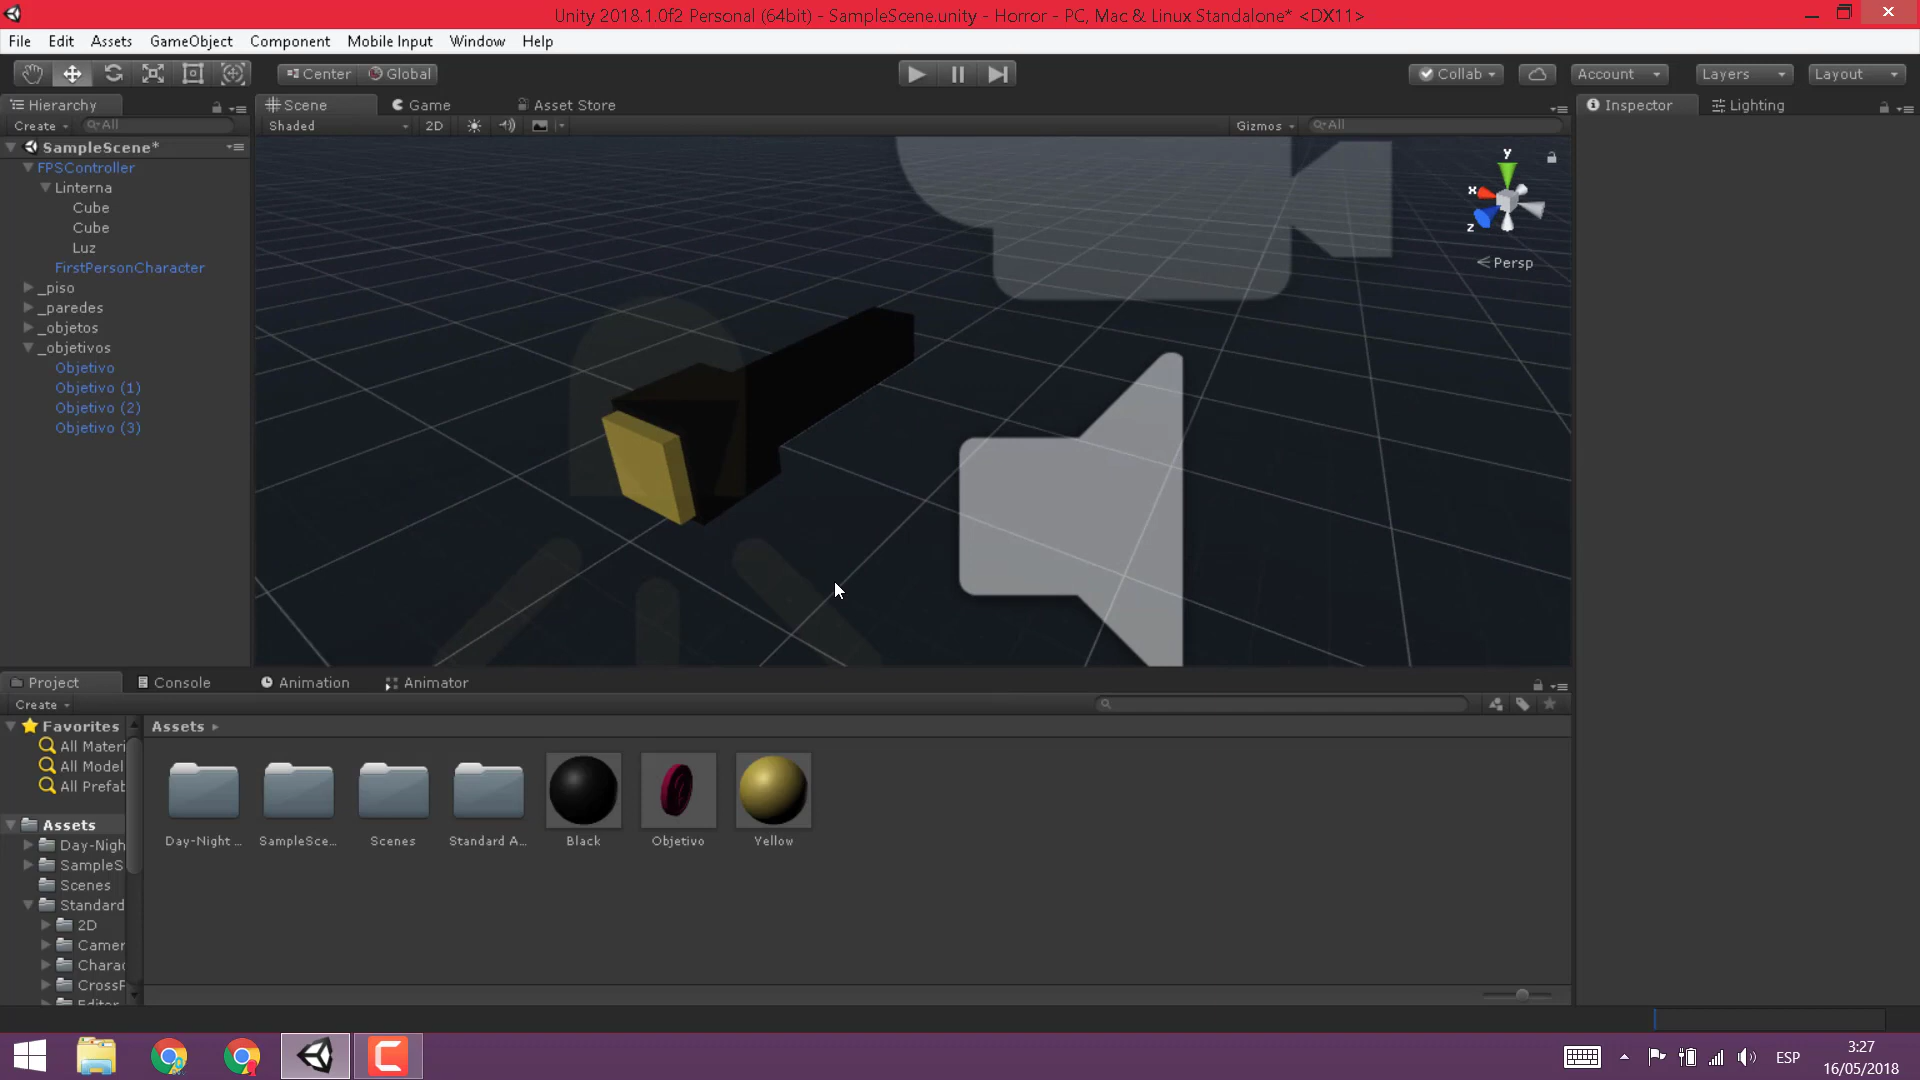 Unity 2018.1.0f2 Personal (64bit) - SampleScene.unity - Horror - PC, Mac & Linux Standalone* <DX11>
File Edit Assets GameObject Component Mobile Input Window Help
Center Global Collab Account Layers Layout
Hierarchy Scene Game Asset Store Inspector Lighting
Create All Shaded 2D Gizmos All
SampleScene*
FPSController
Linterna
Cube
Cube
Luz
FirstPersonCharacter
_piso
_paredes
_objetos
_objetivos
Objetivo
Objetivo (1)
Objetivo (2)
Objetivo (3)
y
x
z
Persp
Project Console Animation Animator
Create
Favorites
All Materi
All Model
All Prefab
Assets
Day-Nigh
SampleS
Scenes
Standard
2D
Camer
Charac
CrossP
Editor
Assets
Day-Night ... SampleSce... Scenes Standard A... Black Objetivo Yellow
ESP
3:27
16/05/2018